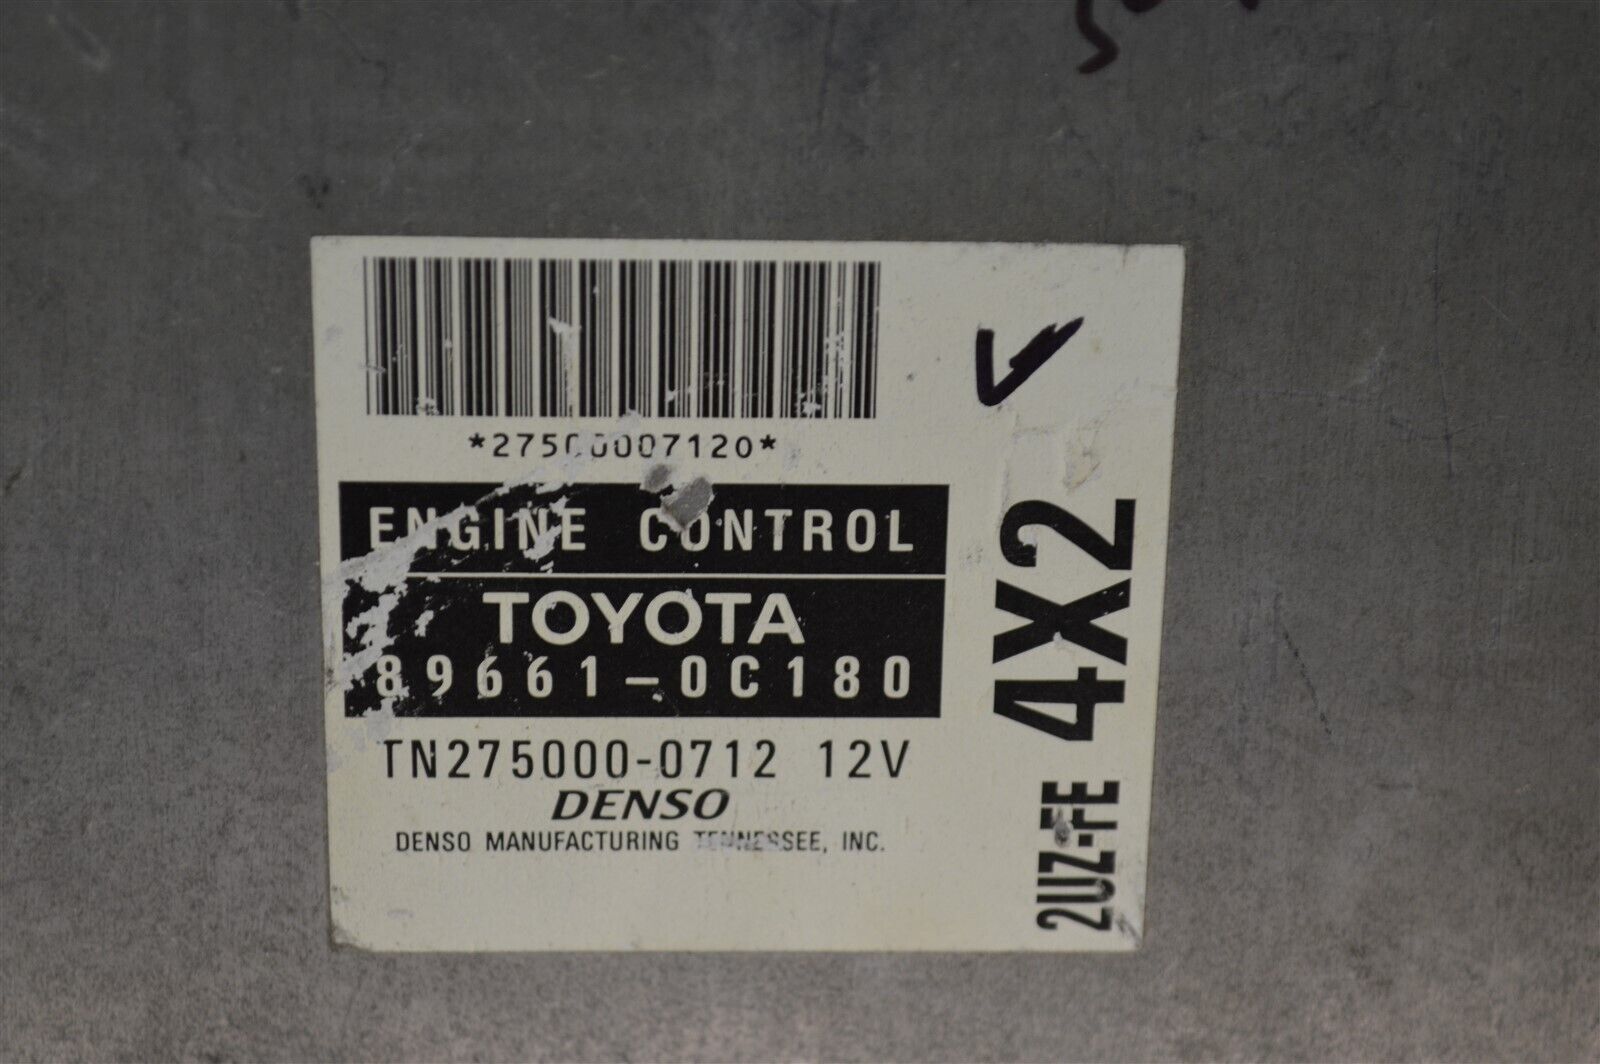 *27500007120*
ENGINE CONTROL
TOYOTA
89661-0C180
TN275000-0712 12V
DENSO
DENSO MANUFACTURING TENNESSEE, INC.
2UZ-FE 4X2